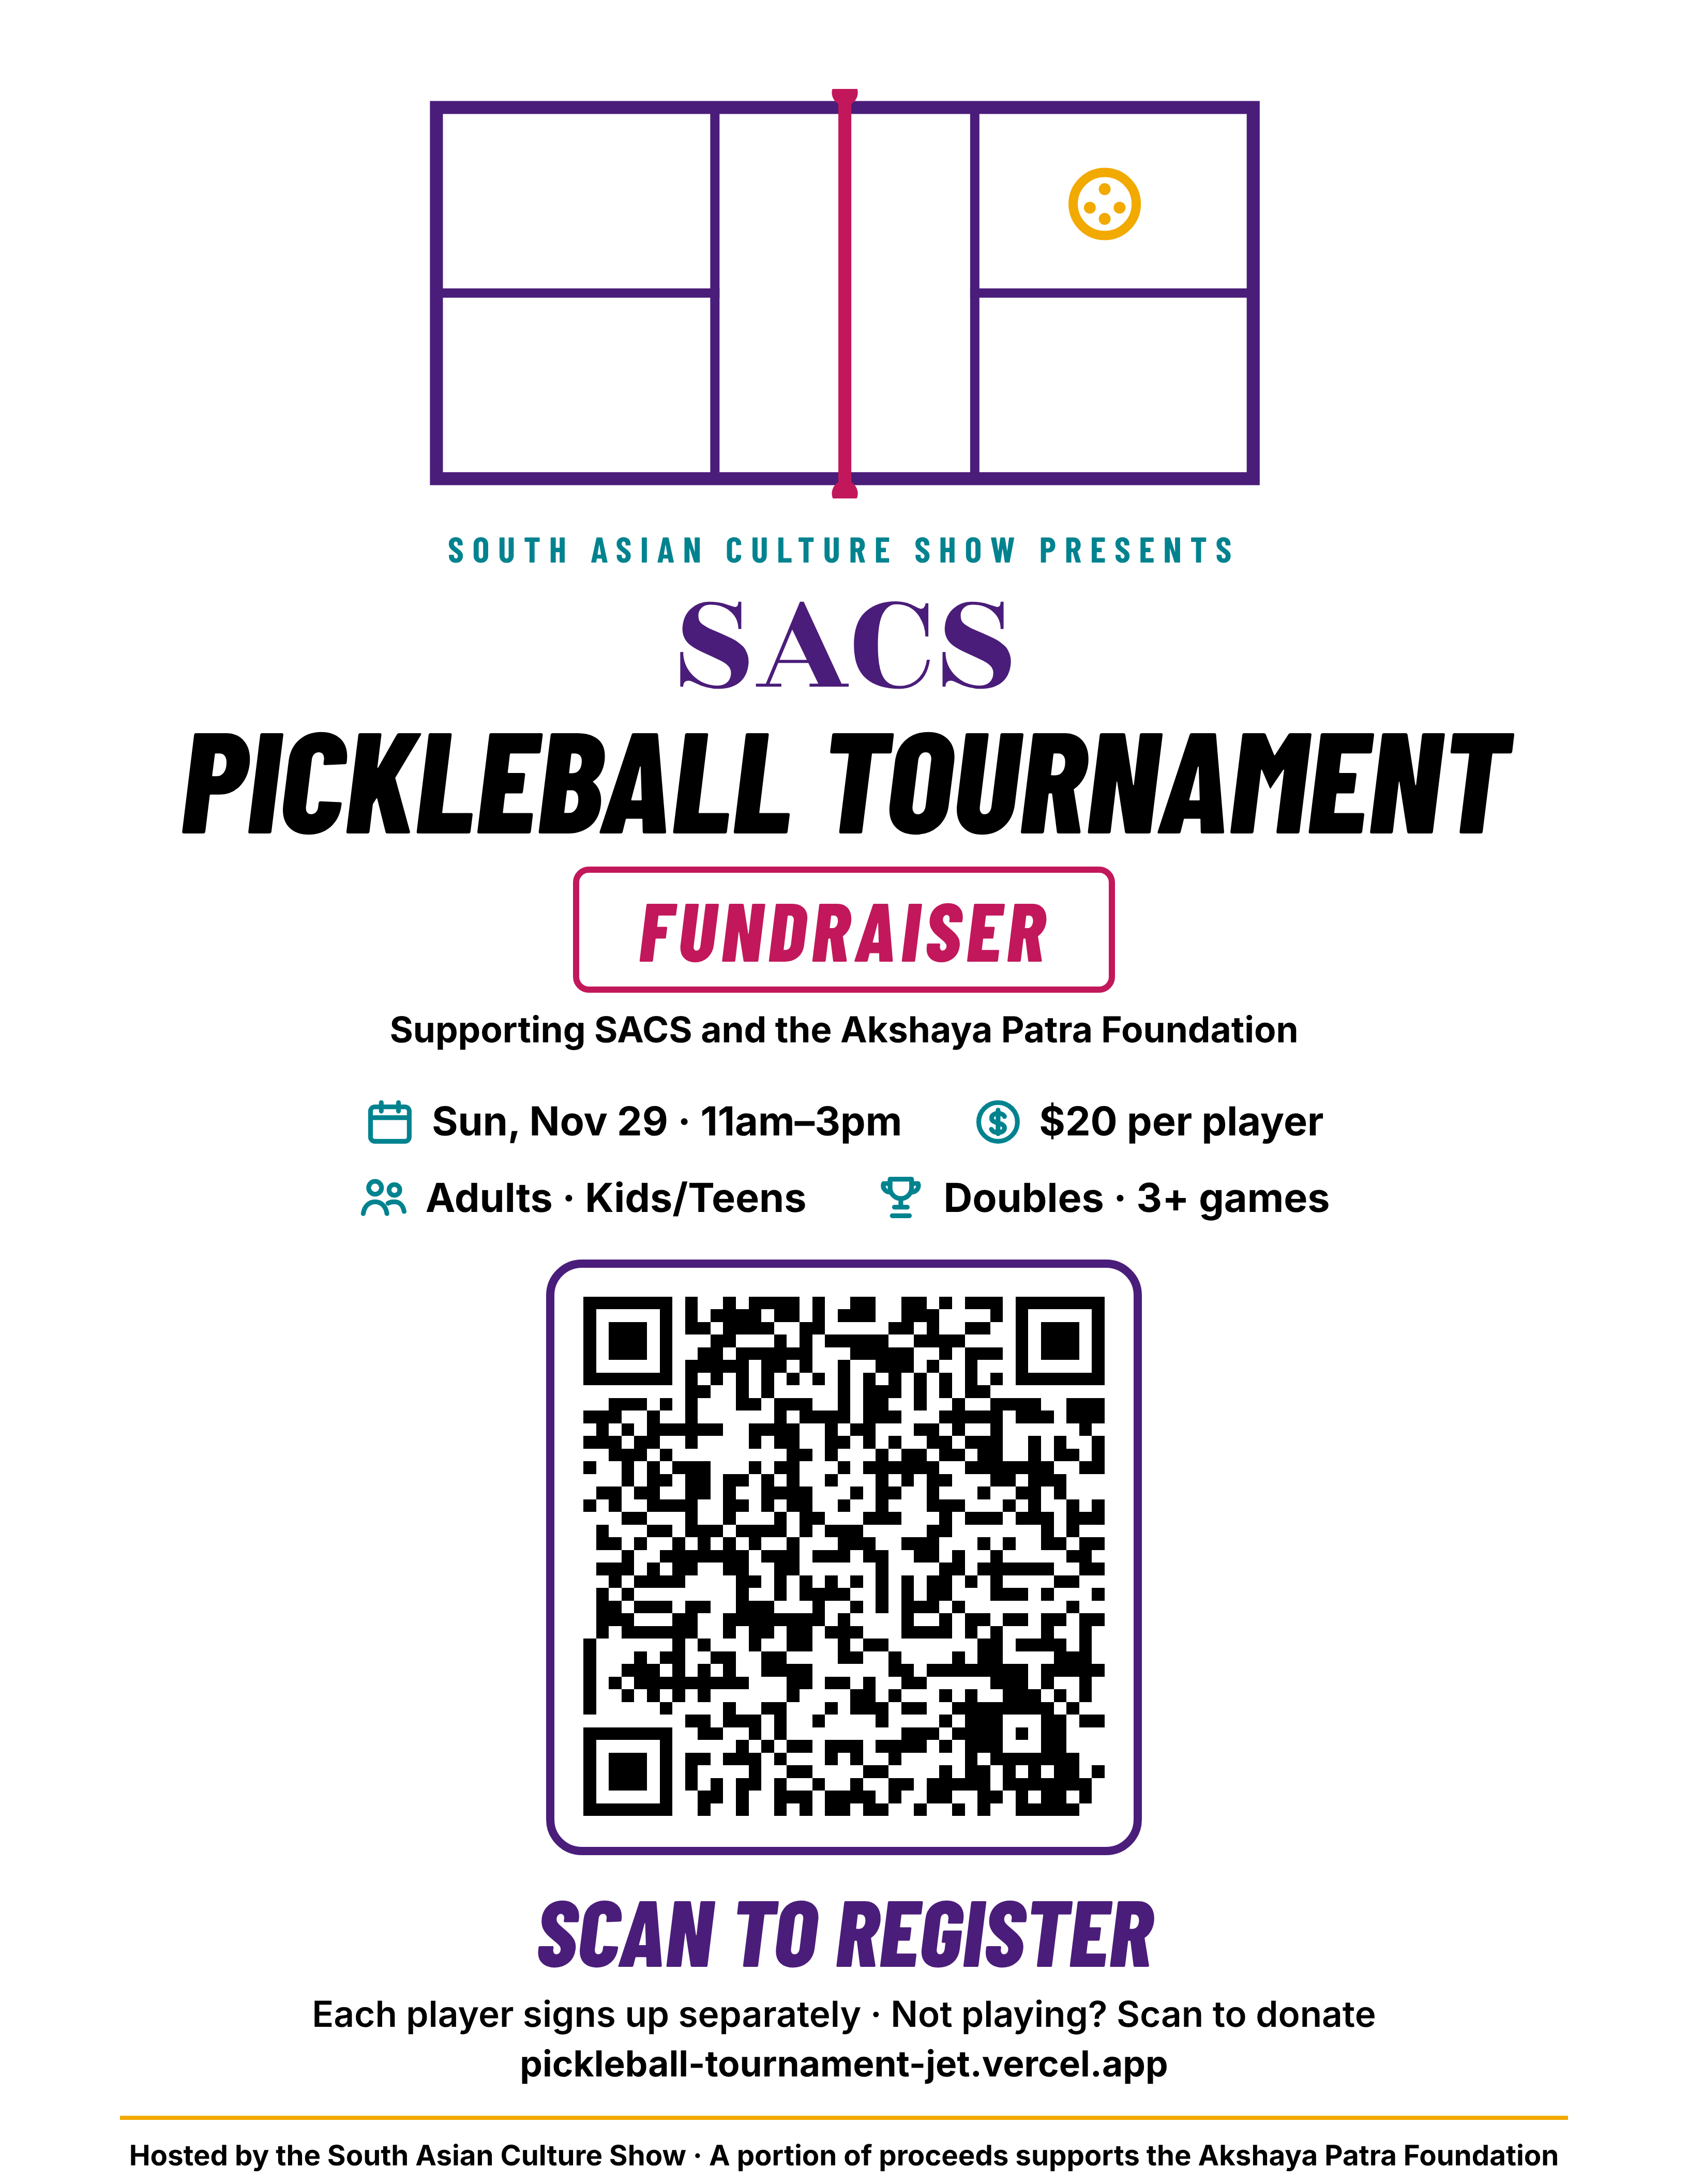 SOUTH ASIAN CULTURE SHOW PRESENTS
SACS
PICKLEBALL TOURNAMENT
FUNDRAISER
Supporting SACS and the Akshaya Patra Foundation
Sun, Nov 29 · 11am–3pm $20 per player
Adults · Kids/Teens Doubles · 3+ games
SCAN TO REGISTER
Each player signs up separately · Not playing? Scan to donate
pickleball-tournament-jet.vercel.app
Hosted by the South Asian Culture Show · A portion of proceeds supports the Akshaya Patra Foundation